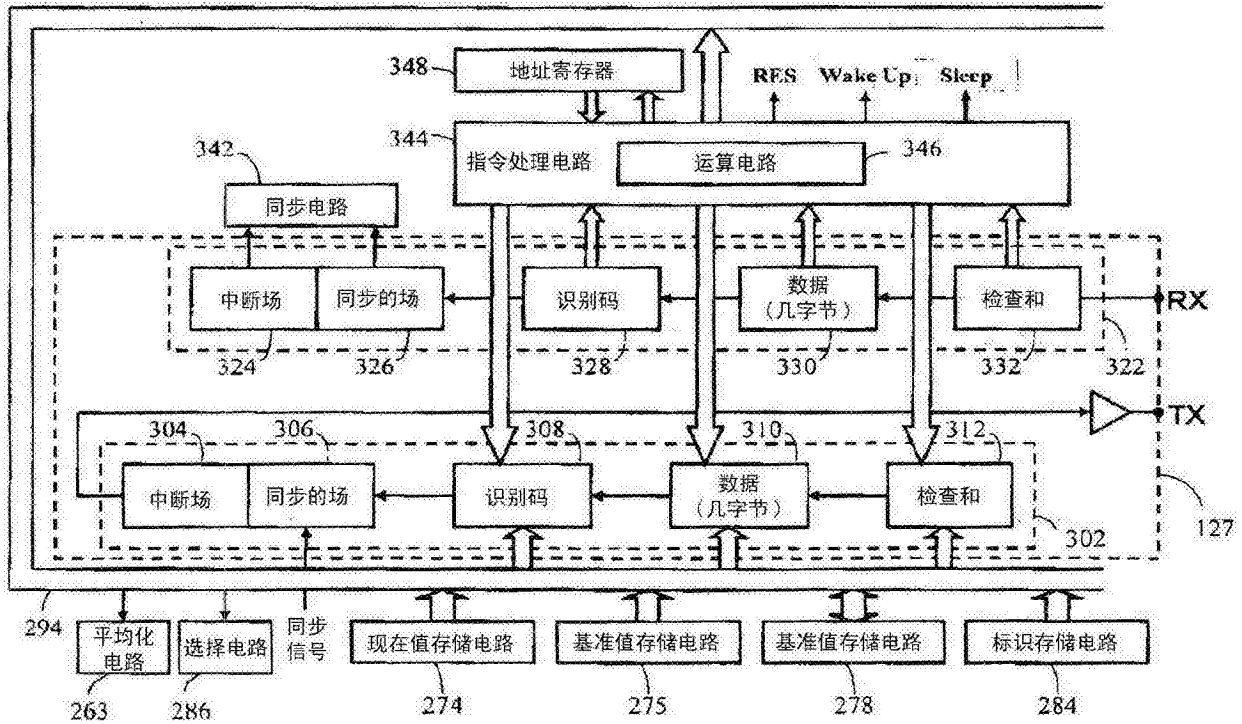 348
地址寄存器
RES
Wake Up
Sleep
344
指令处理电路
运算电路
346
342
同步电路
中断场
同步的场
识别码
数据
（几字节）
检查和
RX
324
326
328
330
332
322
TX
304
306
308
310
312
中断场
同步的场
识别码
数据
（几字节）
检查和
302
127
294
平均化
电路
选择电路
同步
信号
现在值存储电路
基准值存储电路
基准值存储电路
标识存储电路
263
286
274
275
278
284